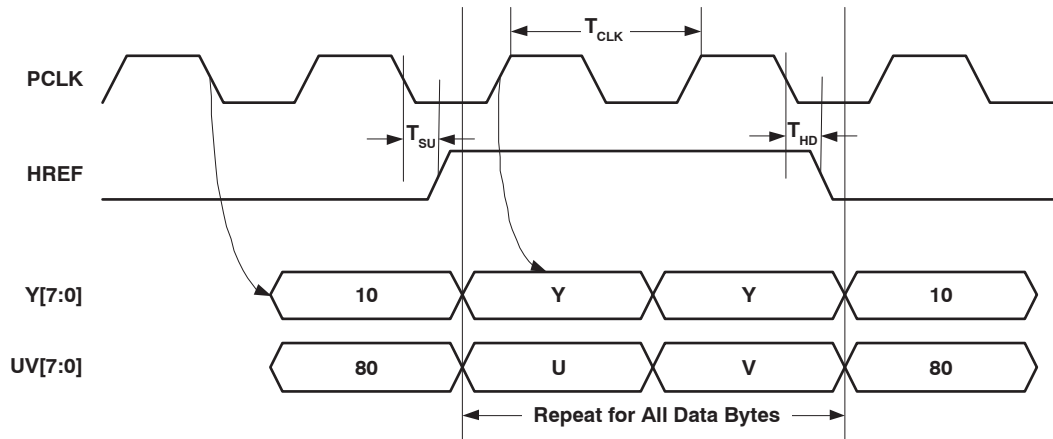 T_CLK
PCLK
T_SU
T_HD
HREF
Y[7:0] 10 Y Y 10
UV[7:0] 80 U V 80
Repeat for All Data Bytes